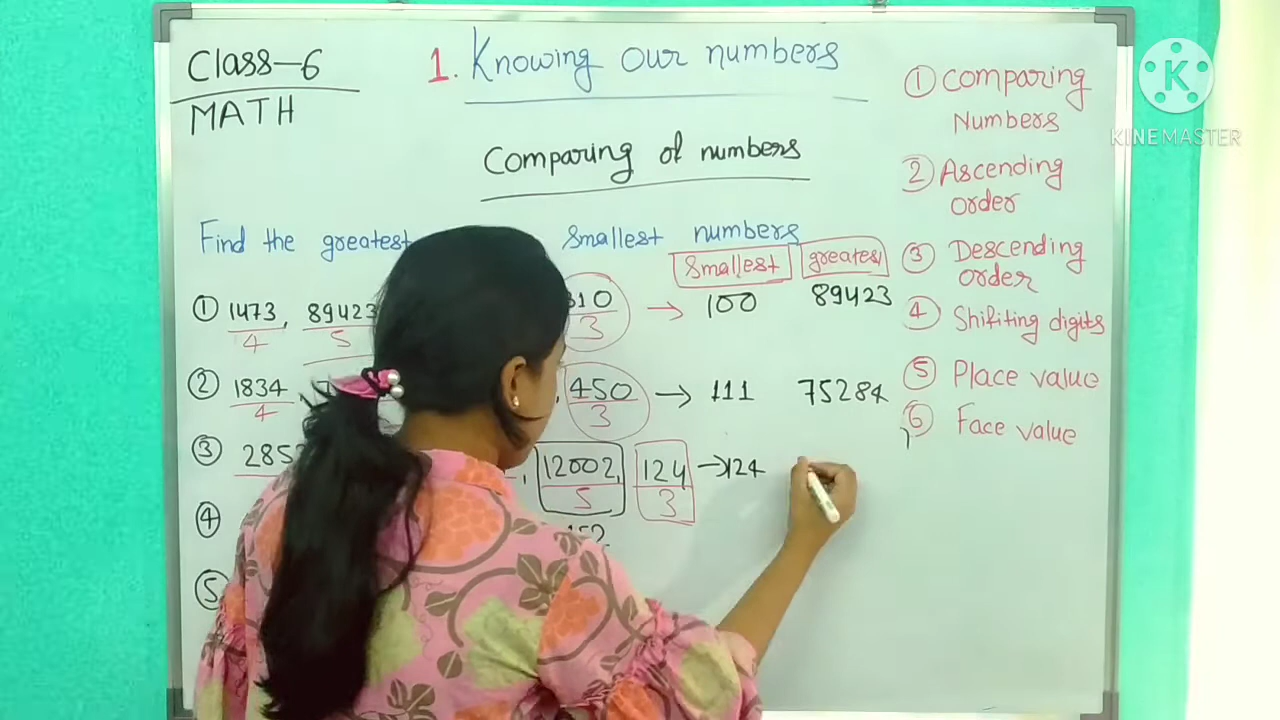 Class-6
MATH
1. Knowing our numbers
Comparing of numbers
Find the greatest smallest numbers
Smallest greatest
① 1473, 89423 310 → 100 89423
4 5 3
② 1834 , 450 → 111 75284
4 3
③ 285 , 12002, 124 → 124
5 3
④ 152
⑤
① Comparing
Numbers
② Ascending
order
③ Descending
order
④ Shifiting digits
⑤ Place value
⑥ Face value
K
KINEMASTER